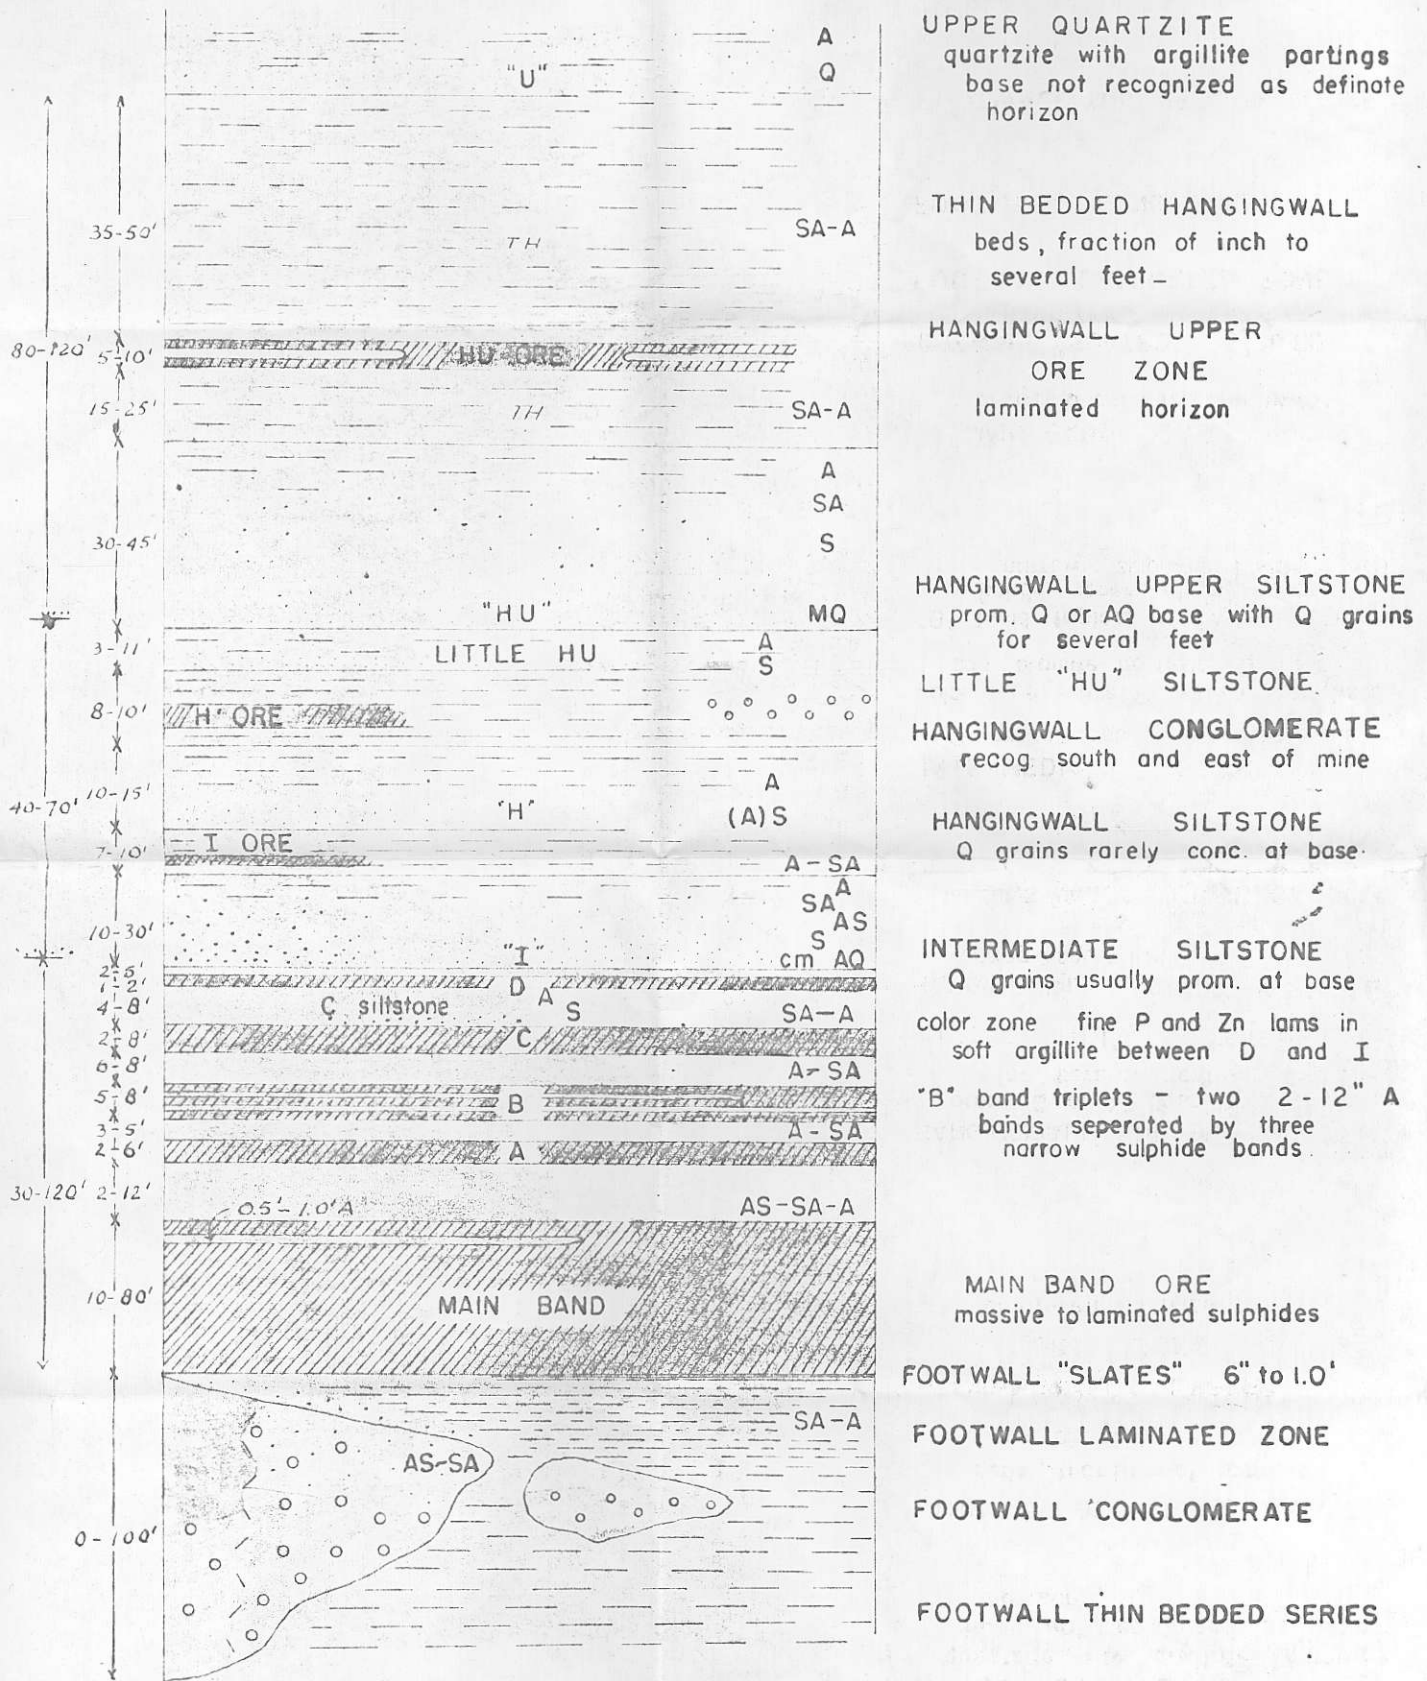 A
Q
"U"
UPPER QUARTZITE
quartzite with argillite partings
base not recognized as definate
horizon
35-50'
TH
SA-A
THIN BEDDED HANGINGWALL
beds, fraction of inch to
several feet-
80-120'
5-10'
HU-ORE
HANGINGWALL UPPER
ORE ZONE
laminated horizon
15-25'
TH
SA-A
A
SA
S
30-45'
"HU"
MQ
HANGINGWALL UPPER SILTSTONE
prom. Q or AQ base with Q grains
for several feet
3-11'
LITTLE HU
A
S
LITTLE "HU" SILTSTONE
8-10'
H' ORE
HANGINGWALL CONGLOMERATE
recog south and east of mine
40-70'
10-15'
A
"H"
(A)S
HANGINGWALL SILTSTONE
Q grains rarely conc. at base.
7-10'
I ORE
A-SA
A
SA
AS
S
10-30'
"I"
cm AQ
INTERMEDIATE SILTSTONE
Q grains usually prom. at base
1-2'
D
A
S
4-8'
C siltstone
SA-A
color zone fine P and Zn lams in
soft argillite between D and I
2-8'
C
6-8'
A-SA
5-8'
B
"B" band triplets - two 2-12" A
bands seperated by three
narrow sulphide bands.
3-5'
A-SA
2-6'
A
30-120'
2-12'
0.5'-1.0'A
AS-SA-A
10-80'
MAIN BAND
MAIN BAND ORE
massive to laminated sulphides
FOOTWALL "SLATES" 6" to 1.0'
SA-A
FOOTWALL LAMINATED ZONE
AS-SA
FOOTWALL CONGLOMERATE
0-100'
FOOTWALL THIN BEDDED SERIES